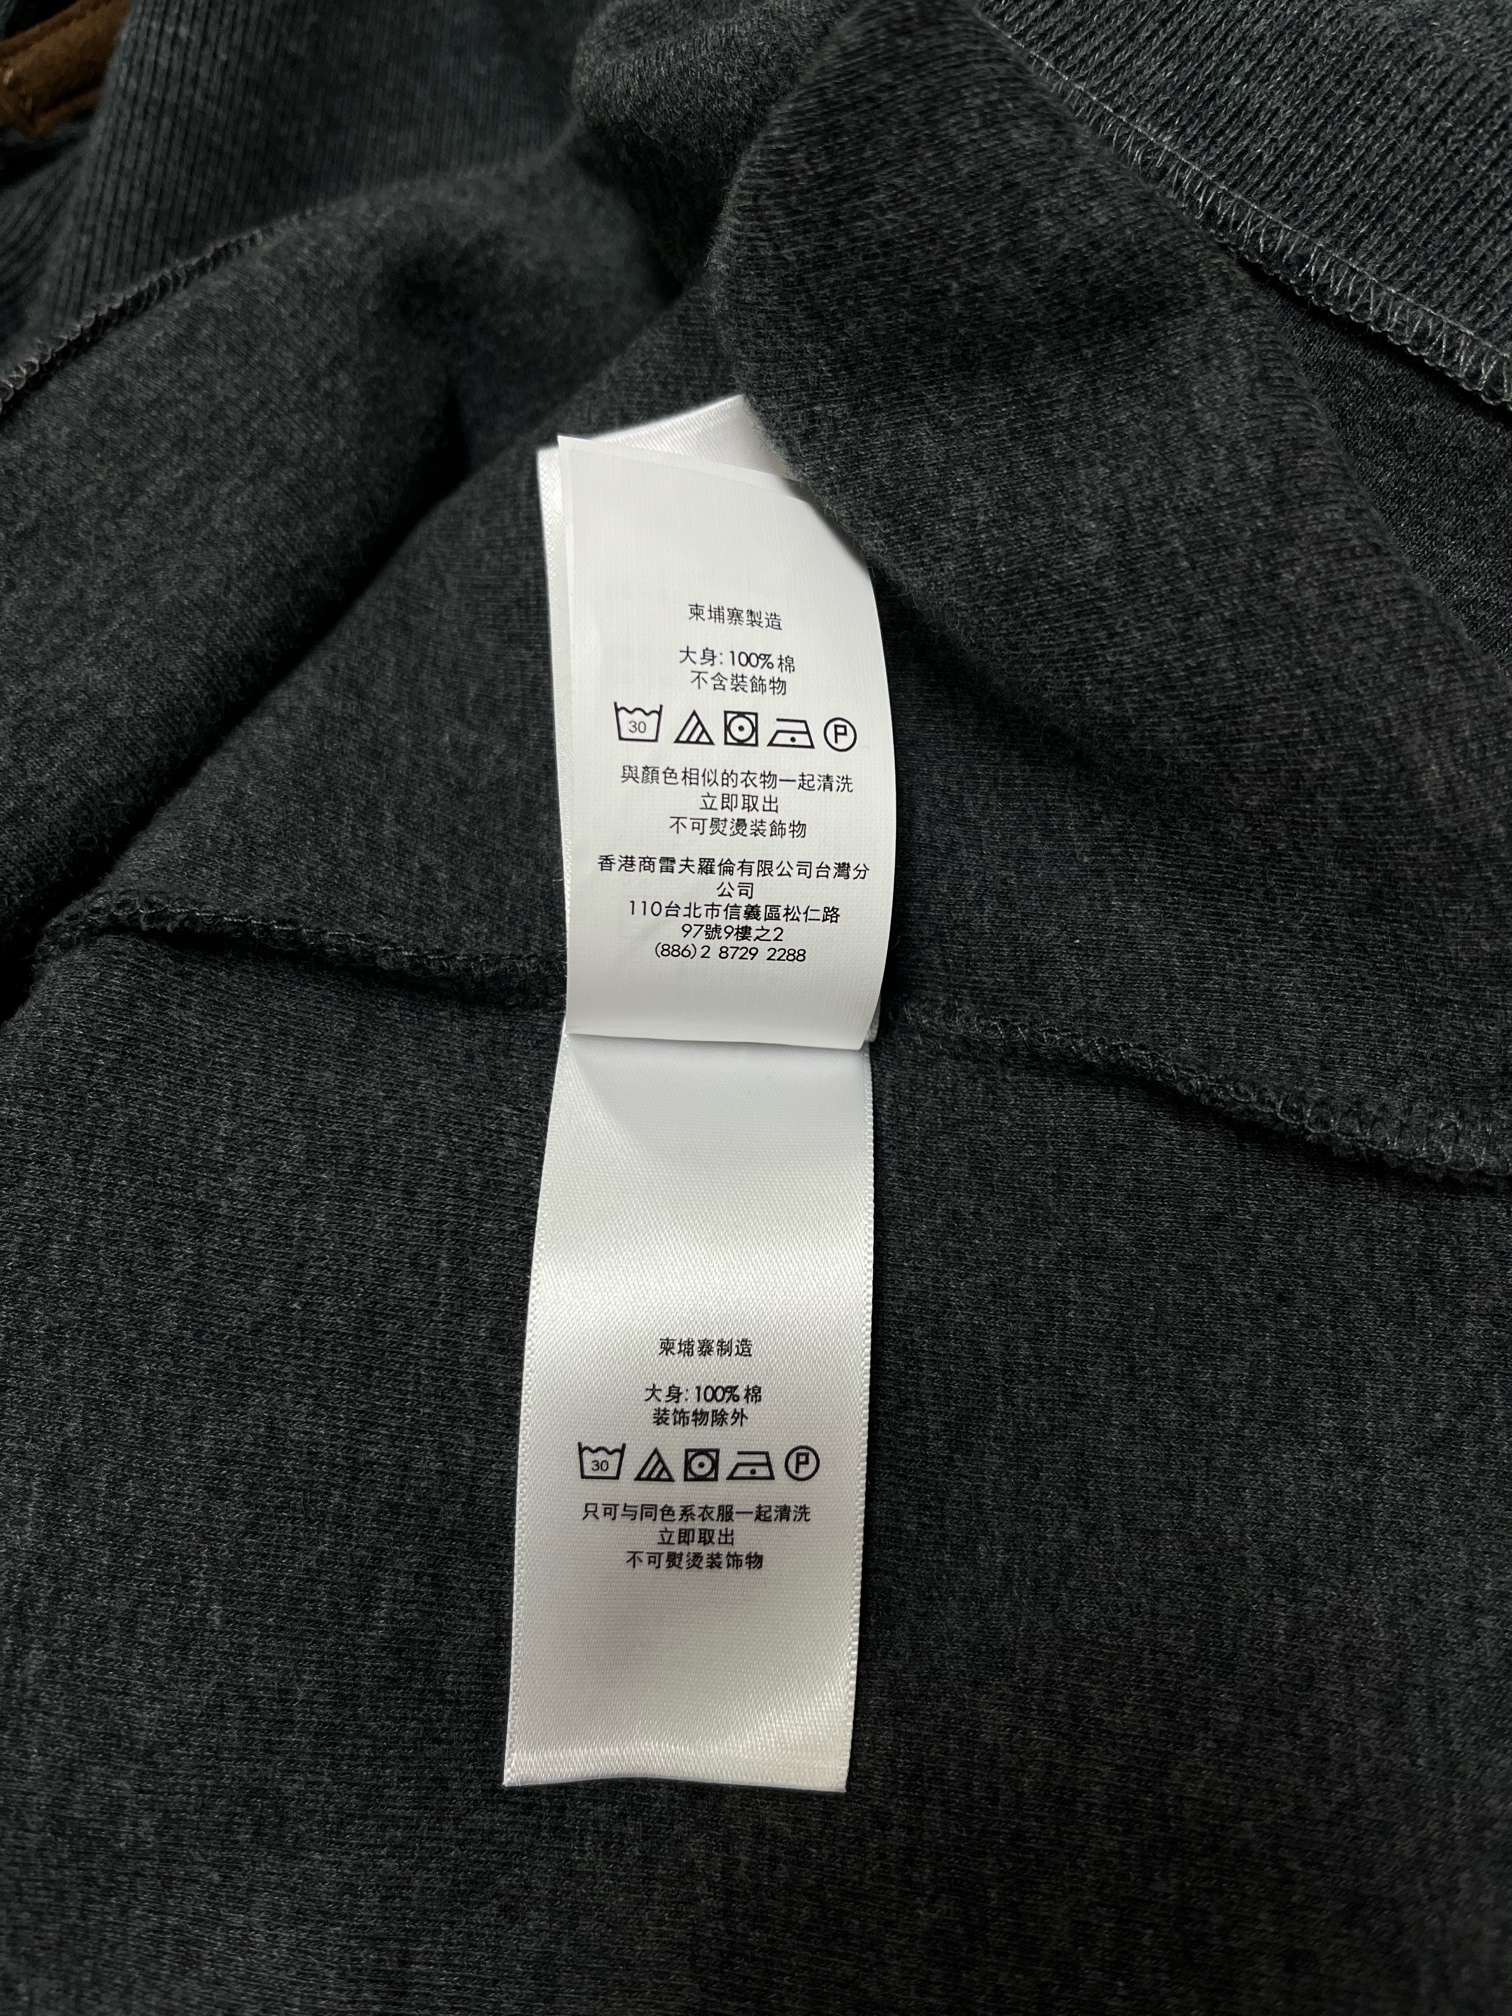 柬埔寨製造
大身: 100% 棉
不含裝飾物
30 P
與顏色相似的衣物一起清洗
立即取出
不可熨燙裝飾物
香港商雷夫羅倫有限公司台灣分
公司
110台北市信義區松仁路
97號9樓之2
(886) 2 8729 2288
柬埔寨制造
大身: 100% 棉
装饰物除外
30 P
只可与同色系衣服一起清洗
立即取出
不可熨烫装饰物